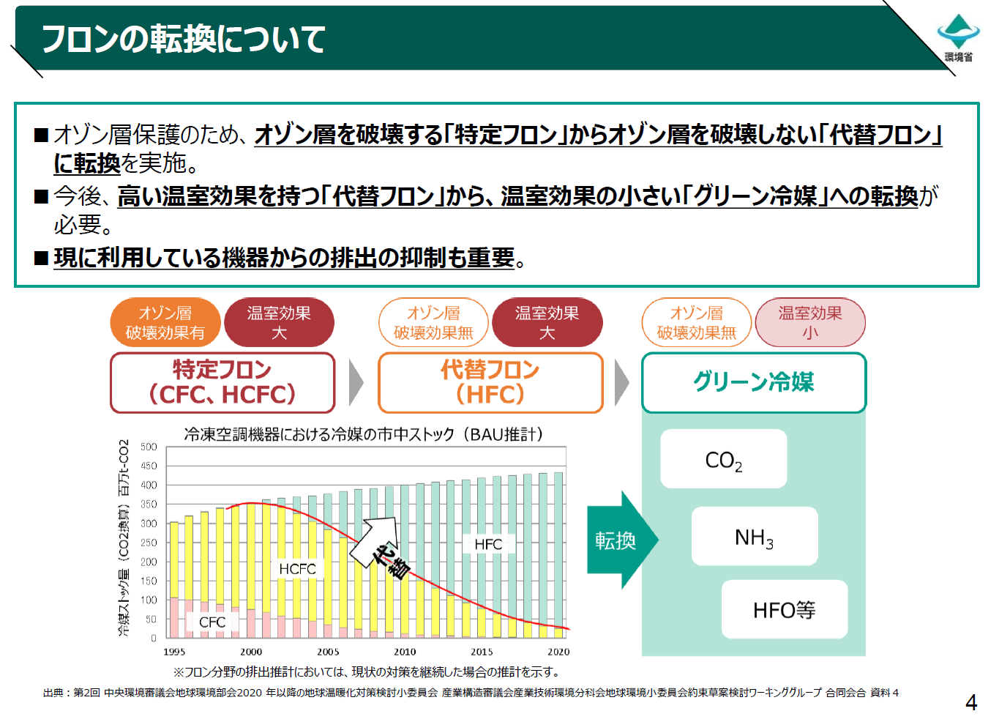 フロンの転換について
環境省
■オゾン層保護のため、オゾン層を破壊する「特定フロン」からオゾン層を破壊しない「代替フロン」
に転換を実施。
■今後、高い温室効果を持つ「代替フロン」から、温室効果の小さい「グリーン冷媒」への転換が
必要。
■現に利用している機器からの排出の抑制も重要。
オゾン層
破壊効果有
温室効果
大
オゾン層
破壊効果無
温室効果
大
オゾン層
破壊効果無
温室効果
小
特定フロン
（CFC、HCFC）
代替フロン
（HFC）
グリーン冷媒
冷凍空調機器における冷媒の市中ストック（BAU推計）
冷媒ストック量（CO2換算）百万t-CO2
500
450
400
350
300
250
200
150
100
50
0
HFC
HCFC
CFC
代替
1995
2000
2005
2010
2015
2020
転換
CO₂
NH₃
HFO等
※フロン分野の排出推計においては、現状の対策を継続した場合の推計を示す。
出典：第2回 中央環境審議会地球環境部会2020 年以降の地球温暖化対策検討小委員会 産業構造審議会産業技術環境分科会地球環境小委員会約束草案検討ワーキンググループ 合同会合 資料４
4